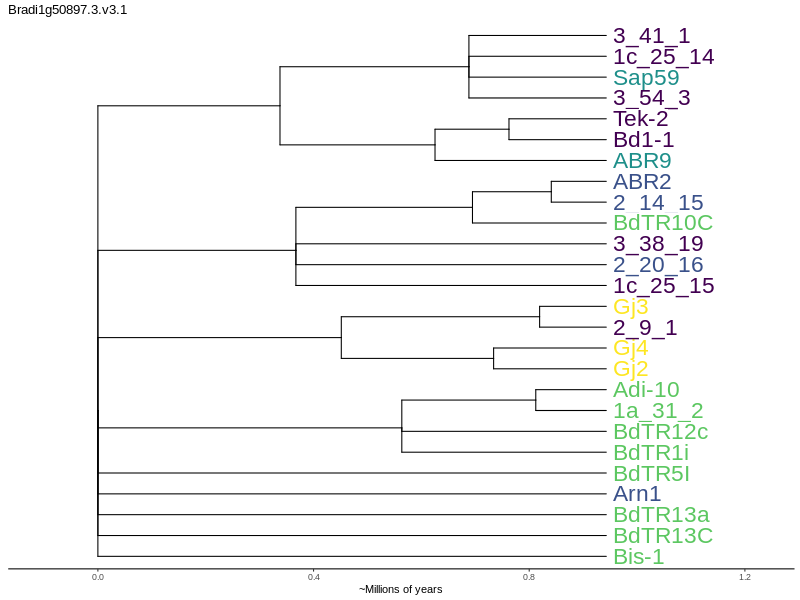 Bradi1g50897.3.v3.1
3_41_1
1c_25_14
Sap59
3_54_3
Tek-2
Bd1-1
ABR9
ABR2
2_14_15
BdTR10C
3_38_19
2_20_16
1c_25_15
Gj3
2_9_1
Gj4
Gj2
Adi-10
1a_31_2
BdTR12c
BdTR1i
BdTR5I
Arn1
BdTR13a
BdTR13C
Bis-1
0.0 0.4 0.8 1.2
~Millions of years